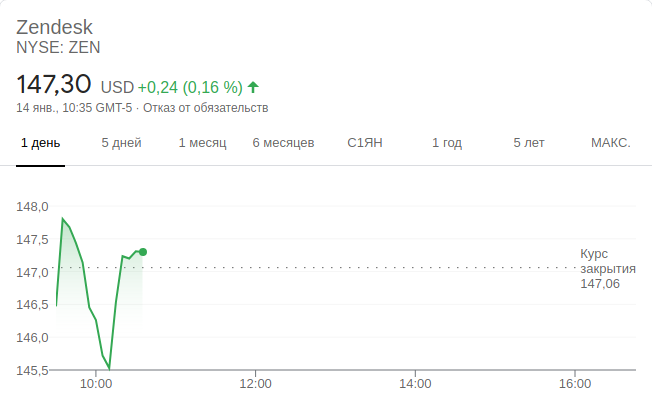 Zendesk
NYSE: ZEN
147,30 USD +0,24 (0,16 %)
14 янв., 10:35 GMT-5 · Отказ от обязательств
1 день 5 дней 1 месяц 6 месяцев С1ЯН 1 год 5 лет МАКС.
148,0
147,5
Курс
147,0 закрытия
147,06
146,5
146,0
145,5
10:00 12:00 14:00 16:00